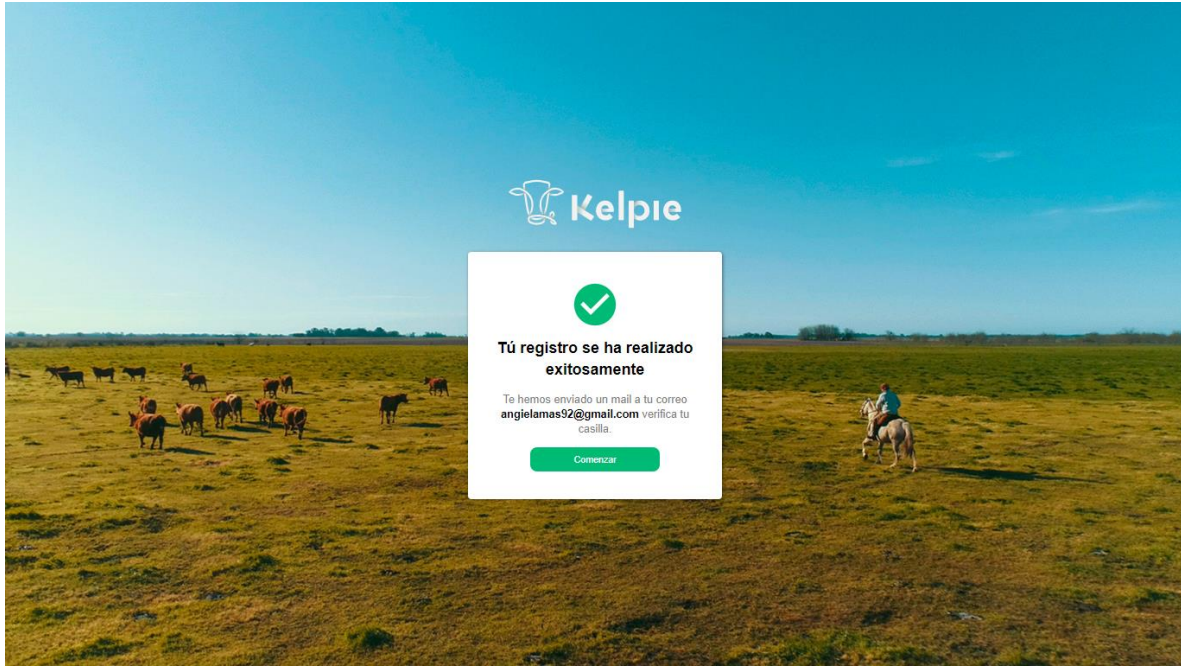 Kelpie
Tú registro se ha realizado
exitosamente
Te hemos enviado un mail a tu correo
angielamas92@gmail.com verifica tu
casilla.
Comenzar